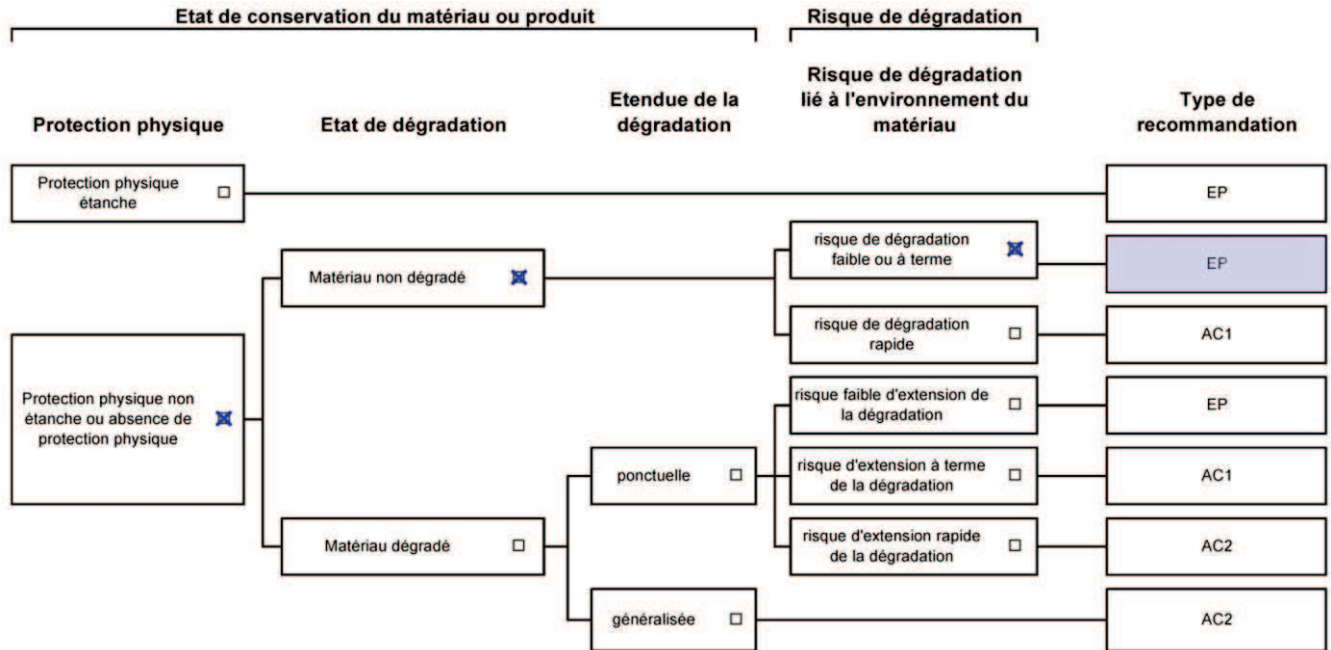 Etat de conservation du matériau ou produit
Risque de dégradation
Protection physique
Etat de dégradation
Etendue de la
dégradation
Risque de dégradation
lié à l'environnement du
matériau
Type de
recommandation
Protection physique
étanche
EP
risque de dégradation
faible ou à terme
EP
Matériau non dégradé
risque de dégradation
rapide
AC1
Protection physique non
étanche ou absence de
protection physique
risque faible d'extension de
la dégradation
EP
ponctuelle
risque d'extension à terme
de la dégradation
AC1
Matériau dégradé
risque d'extension rapide
de la dégradation
AC2
généralisée
AC2